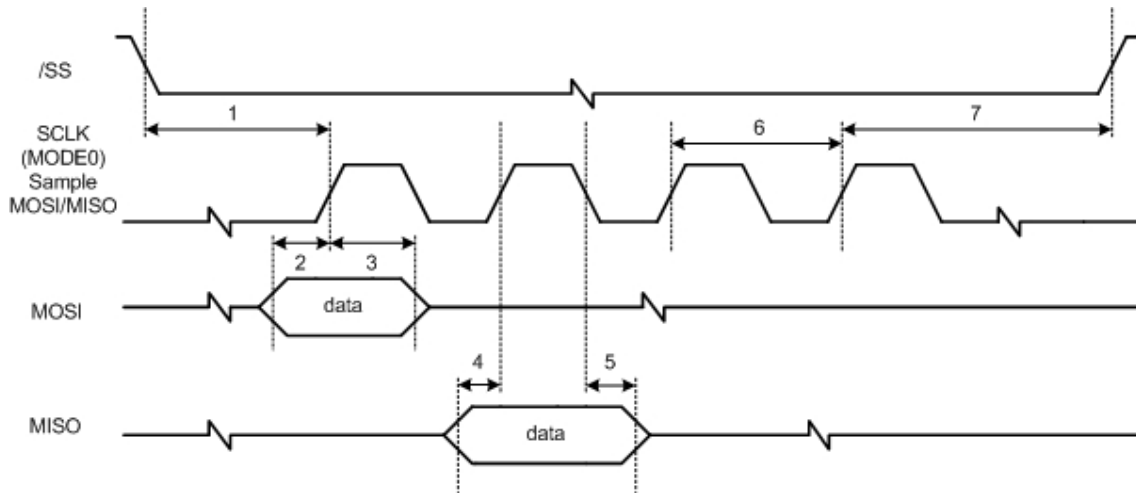 /SS
1
7
6
SCLK
(MODE0)
Sample
MOSI/MISO
2
3
MOSI
data
4
5
MISO
data